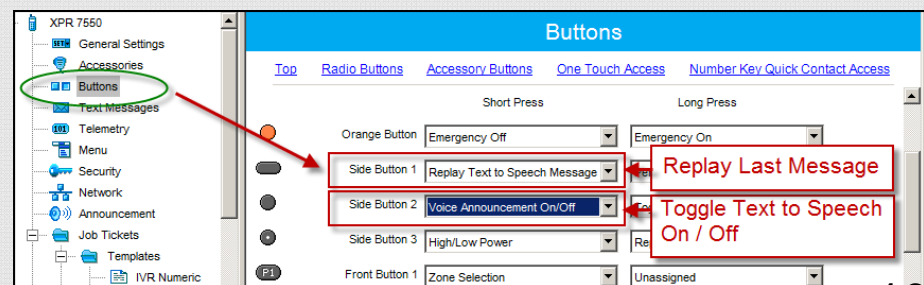 XPR 7550
General Settings
Accessories
Buttons
Text Messages
Telemetry
Menu
Security
Network
Announcement
Job Tickets
Templates
IVR Numeric
Buttons
Top Radio Buttons Accessory Buttons One Touch Access Number Key Quick Contact Access
Short Press Long Press
Orange Button Emergency Off Emergency On
Side Button 1 Replay Text to Speech Message
Replay Last Message
Side Button 2 Voice Announcement On/Off
Toggle Text to Speech
On / Off
Side Button 3 High/Low Power
P1 Front Button 1 Zone Selection Unassigned